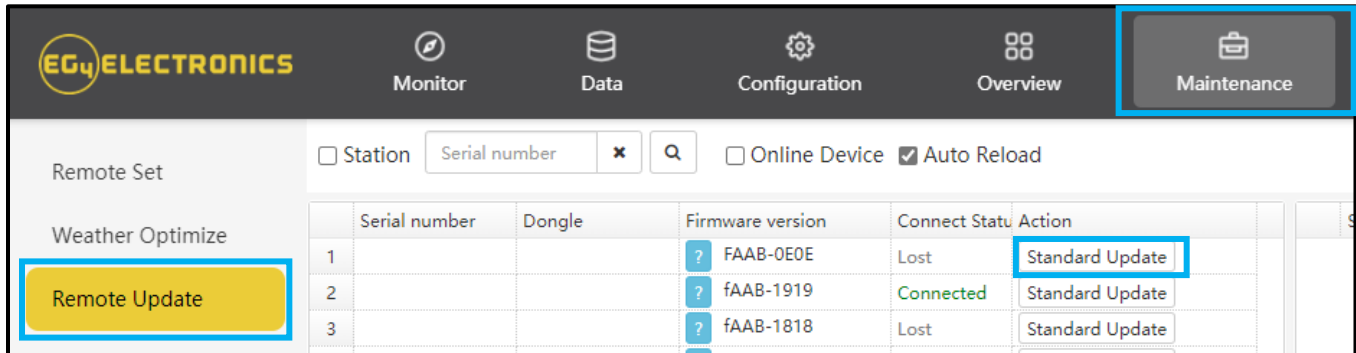 EG4 ELECTRONICS
Monitor Data Configuration Overview Maintenance
Remote Set
Weather Optimize
Remote Update
Station Serial number Online Device Auto Reload
Serial number Dongle Firmware version Connect Statu Action
1 ? FAAB-0E0E Lost Standard Update
2 ? fAAB-1919 Connected Standard Update
3 ? fAAB-1818 Lost Standard Update